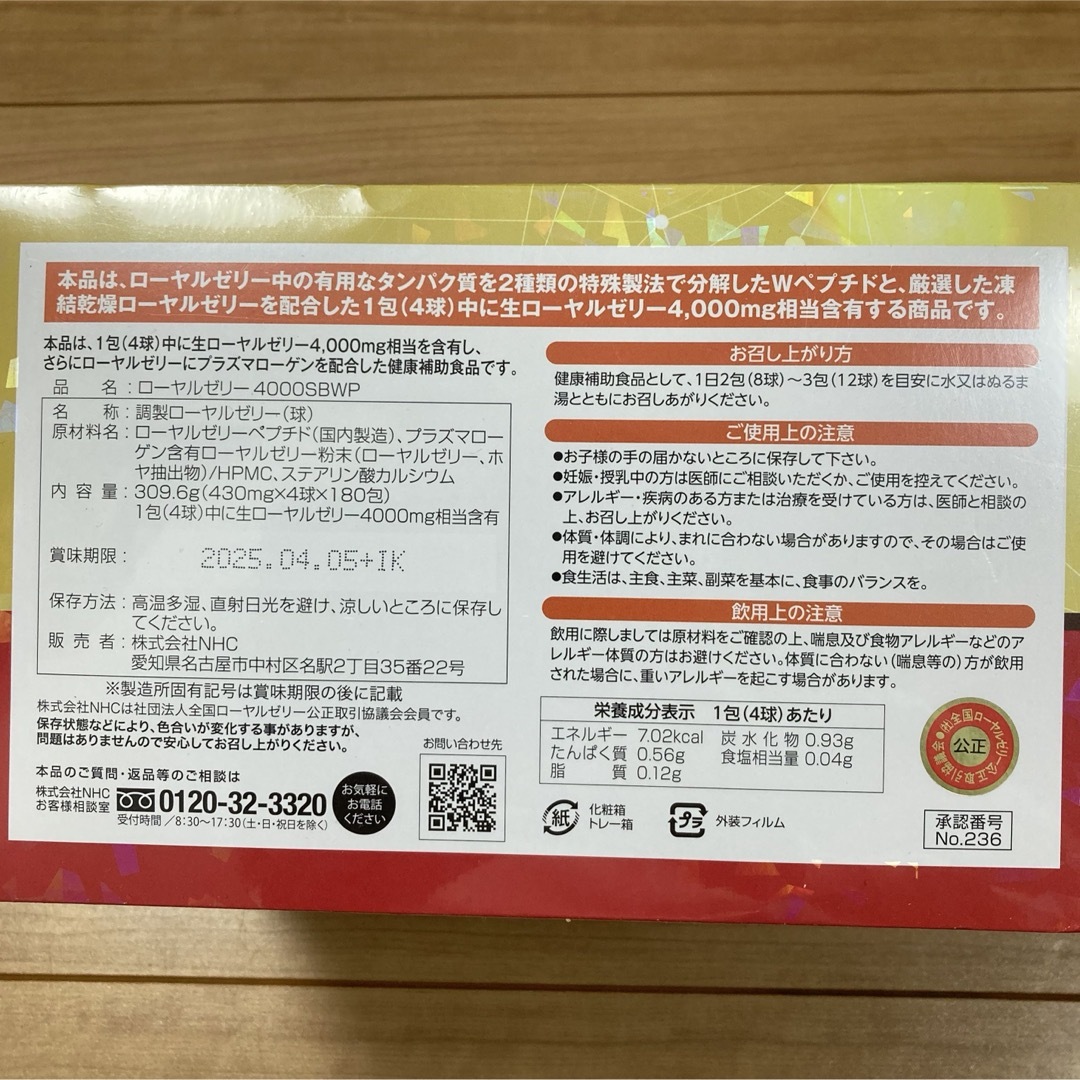 本品は、ローヤルゼリー中の有用なタンパク質を2種類の特殊製法で分解したWペプチドと、厳選した凍
結乾燥ローヤルゼリーを配合した1包(4球)中に生ローヤルゼリー4,000mg相当含有する商品です。
本品は、1包(4球)中に生ローヤルゼリー4,000mg相当を含有し、
さらにローヤルゼリーにプラズマローゲンを配合した健康補助食品です。
品　名：ローヤルゼリー4000SBWP
名　称：調製ローヤルゼリー(球)
原材料名：ローヤルゼリーペプチド(国内製造)、プラズマロー
ゲン含有ローヤルゼリー粉末(ローヤルゼリー、ホ
ヤ抽出物)/HPMC、ステアリン酸カルシウム
内容量：309.6g(430mg×4球×180包)
1包(4球)中に生ローヤルゼリー4000mg相当含有
賞味期限： 2025.04.05+IK
保存方法：高温多湿、直射日光を避け、涼しいところに保存し
てください。
販売者：株式会社NHC
愛知県名古屋市中村区名駅2丁目35番22号
※製造所固有記号は賞味期限の後に記載
株式会社NHCは社団法人全国ローヤルゼリー公正取引協議会会員です。
保存状態などにより、色合いが変化する事がありますが、
問題はありませんので安心してお召し上がりください。
本品のご質問・返品等のご相談は
株式会社NHC
お客様相談室
0120-32-3320
受付時間／8:30〜17:30(土・日・祝日を除く)
お気軽に
お電話
ください
お問い合わせ先
お召し上がり方
健康補助食品として、1日2包(8球)〜3包(12球)を目安に水又はぬるま
湯とともにお召しあがりください。
ご使用上の注意
●お子様の手の届かないところに保存して下さい。
●妊娠・授乳中の方は医師にご相談いただくか、ご使用を控えてください。
●アレルギー・疾病のある方または治療を受けている方は、医師と相談の
上、お召し上がりください。
●体質・体調により、まれに合わない場合がありますので、その場合はご使
用を避けてください。
●食生活は、主食、主菜、副菜を基本に、食事のバランスを。
飲用上の注意
飲用に際しましては原材料をご確認の上、喘息及び食物アレルギーなどのア
レルギー体質の方はお避けください。体質に合わない(喘息等の)方が飲用
された場合に、重いアレルギーを起こす場合があります。
栄養成分表示　1包(4球)あたり
エネルギー 7.02kcal 炭水化物 0.93g
たんぱく質 0.56g 食塩相当量 0.04g
脂　質 0.12g
紙
化粧箱
トレー箱
プラ
外装フィルム
(社)全国ローヤルゼリー公正取引協議会
公正
承認番号
No.236